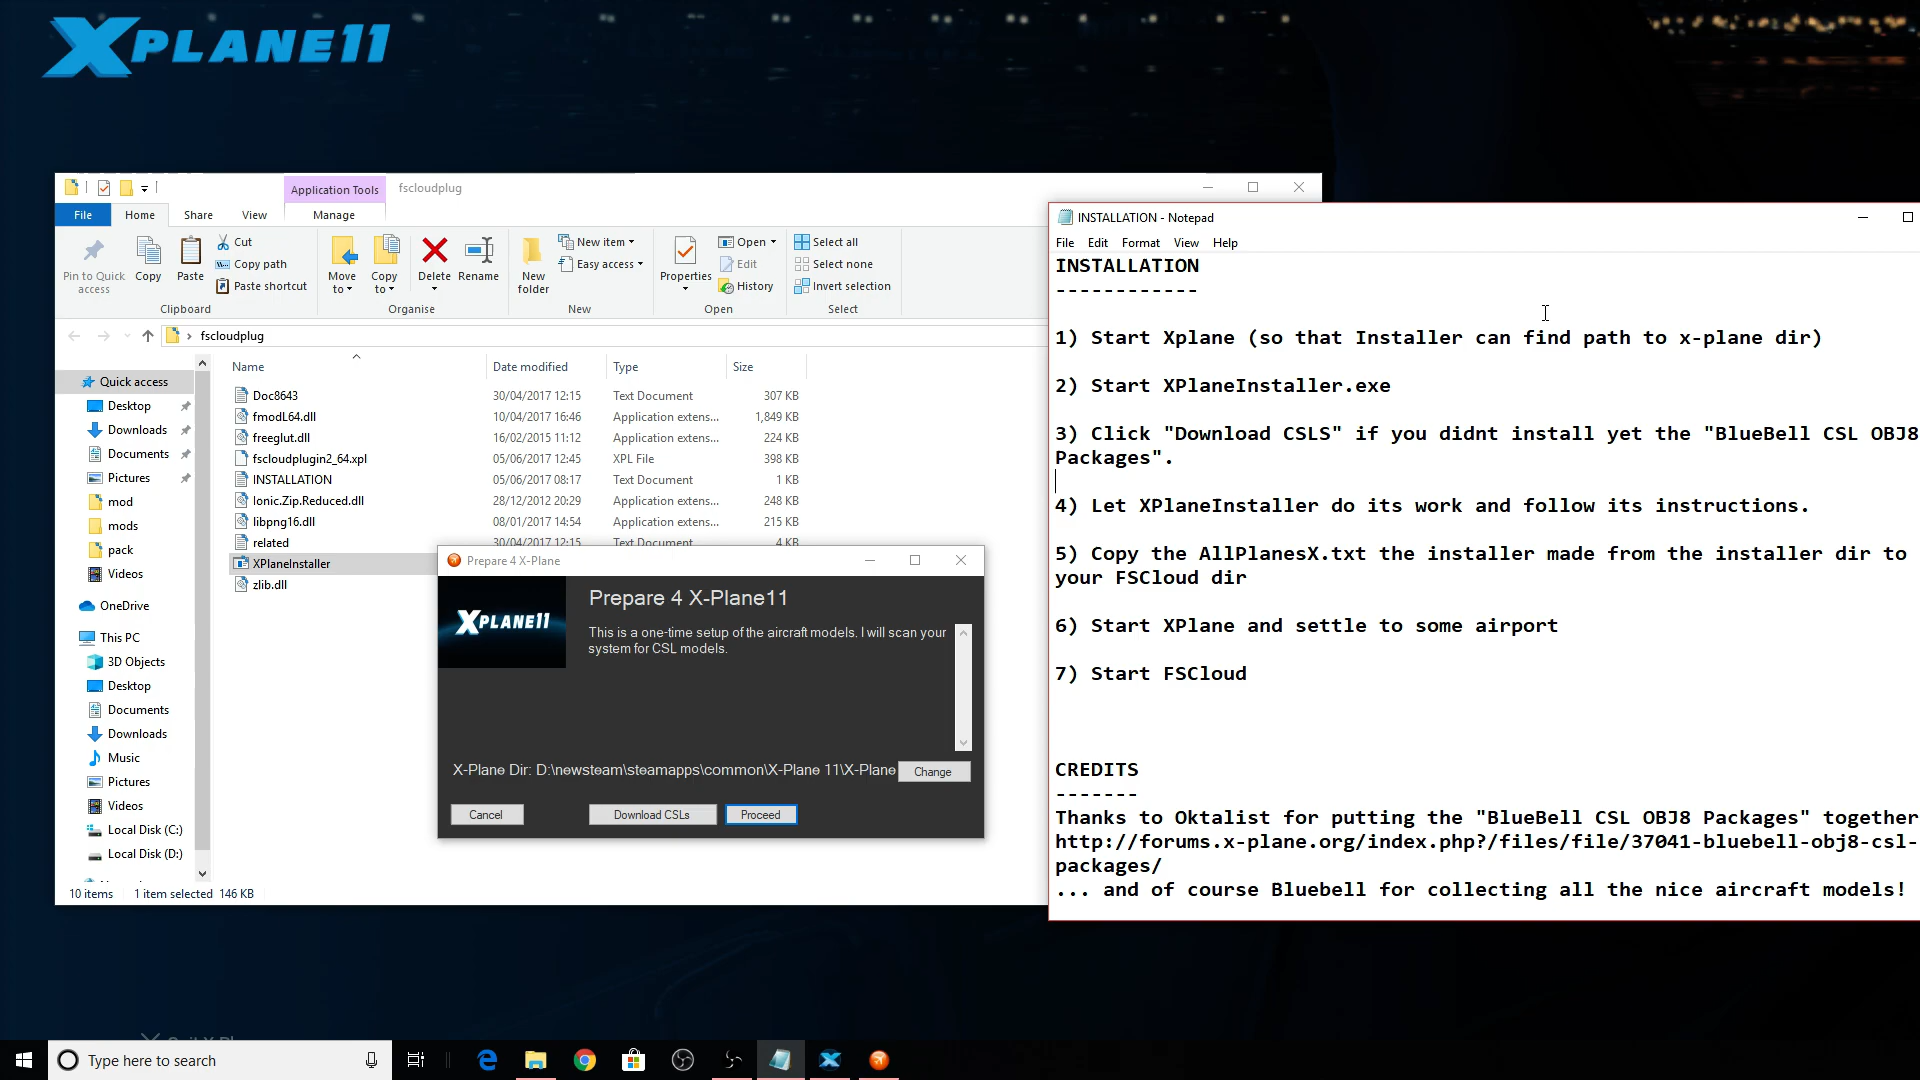 XPLANE11
Application Tools
fscloudplug
File
Home
Share
View
Manage
Pin to Quick access
Copy
Paste
Cut
Copy path
Paste shortcut
Clipboard
Move to
Copy to
Delete
Rename
Organise
New folder
New item
Easy access
New
Properties
Open
Edit
History
Open
Select all
Select none
Invert selection
Select
fscloudplug
Quick access
Desktop
Downloads
Documents
Pictures
mod
mods
pack
Videos
OneDrive
This PC
3D Objects
Desktop
Documents
Downloads
Music
Pictures
Videos
Local Disk (C:)
Local Disk (D:)
Name Date modified Type Size
Doc8643 30/04/2017 12:15 Text Document 307 KB
fmodL64.dll 10/04/2017 16:46 Application extens... 1,849 KB
freeglut.dll 16/02/2015 11:12 Application extens... 224 KB
fscloudplugin2_64.xpl 05/06/2017 12:45 XPL File 398 KB
INSTALLATION 05/06/2017 08:17 Text Document 1 KB
Ionic.Zip.Reduced.dll 28/12/2012 20:29 Application extens... 248 KB
libpng16.dll 08/01/2017 14:54 Application extens... 215 KB
related 30/04/2017 12:15 Text Document 4 KB
XPlaneInstaller
zlib.dll
10 items 1 item selected 146 KB
Prepare 4 X-Plane
XPLANE11
Prepare 4 X-Plane11
This is a one-time setup of the aircraft models. I will scan your
system for CSL models.
X-Plane Dir: D:\newsteam\steamapps\common\X-Plane 11\X-Plane
Change
Cancel
Download CSLs
Proceed
INSTALLATION - Notepad
File Edit Format View Help
INSTALLATION
------------
1) Start Xplane (so that Installer can find path to x-plane dir)
2) Start XPlaneInstaller.exe
3) Click "Download CSLS" if you didnt install yet the "BlueBell CSL OBJ8
Packages".
4) Let XPlaneInstaller do its work and follow its instructions.
5) Copy the AllPlanesX.txt the installer made from the installer dir to
your FSCloud dir
6) Start XPlane and settle to some airport
7) Start FSCloud
CREDITS
-------
Thanks to Oktalist for putting the "BlueBell CSL OBJ8 Packages" together
http://forums.x-plane.org/index.php?/files/file/37041-bluebell-obj8-csl-
packages/
... and of course Bluebell for collecting all the nice aircraft models!
Type here to search